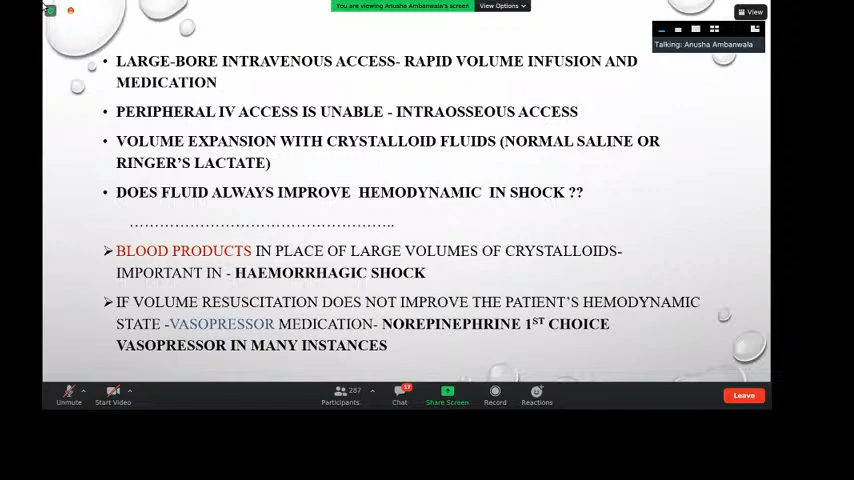 You are viewing Anusha Ambanwala's screen
View Options
View
Talking: Anusha Ambanwala
• LARGE-BORE INTRAVENOUS ACCESS- RAPID VOLUME INFUSION AND
MEDICATION
• PERIPHERAL IV ACCESS IS UNABLE - INTRAOSSEOUS ACCESS
• VOLUME EXPANSION WITH CRYSTALLOID FLUIDS (NORMAL SALINE OR
RINGER'S LACTATE)
• DOES FLUID ALWAYS IMPROVE HEMODYNAMIC IN SHOCK ??
…………………………………………..
➢ BLOOD PRODUCTS IN PLACE OF LARGE VOLUMES OF CRYSTALLOIDS-
IMPORTANT IN - HAEMORRHAGIC SHOCK
➢ IF VOLUME RESUSCITATION DOES NOT IMPROVE THE PATIENT'S HEMODYNAMIC
STATE -VASOPRESSOR MEDICATION- NOREPINEPHRINE 1ST CHOICE
VASOPRESSOR IN MANY INSTANCES
287
17
Unmute Start Video Participants Chat Share Screen Record Reactions Leave